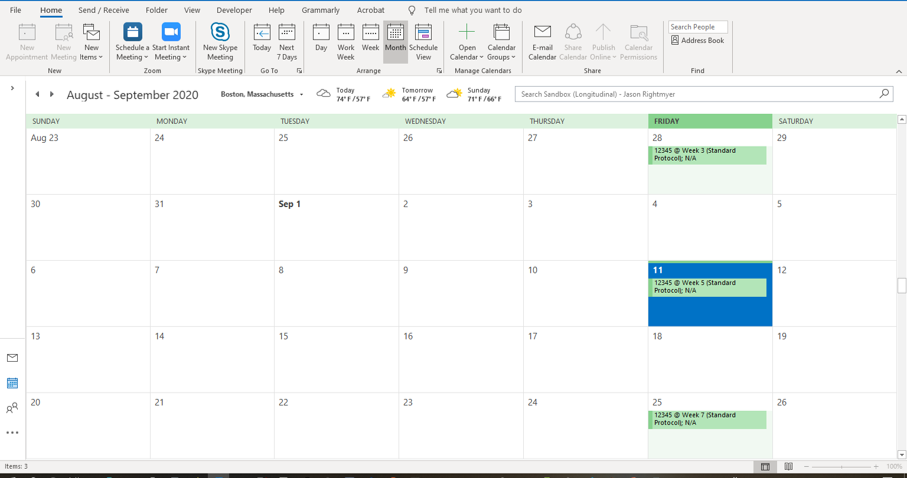 File Home Send / Receive Folder View Developer Help Grammarly Acrobat Tell me what you want to do
New Appointment
New Meeting
New Items
New
Schedule a Meeting
Start Instant Meeting
Zoom
New Skype Meeting
Skype Meeting
Today
Next 7 Days
Go To
Day
Work Week
Week
Month
Schedule View
Arrange
Open Calendar
Calendar Groups
Manage Calendars
E-mail Calendar
Share Calendar
Publish Online
Calendar Permissions
Share
Search People
Address Book
Find
August - September 2020
Boston, Massachusetts
Today
74° F / 57° F
Tomorrow
64° F / 57° F
Sunday
71° F / 66° F
Search Sandbox (Longitudinal) - Jason Rightmyer
SUNDAY MONDAY TUESDAY WEDNESDAY THURSDAY FRIDAY SATURDAY
Aug 23 24 25 26 27 28 29
12345 @ Week 3 (Standard
Protocol); N/A
30 31 Sep 1 2 3 4 5
6 7 8 9 10 11 12
12345 @ Week 5 (Standard
Protocol); N/A
13 14 15 16 17 18 19
20 21 22 23 24 25 26
12345 @ Week 7 (Standard
Protocol); N/A
Items: 3
100%